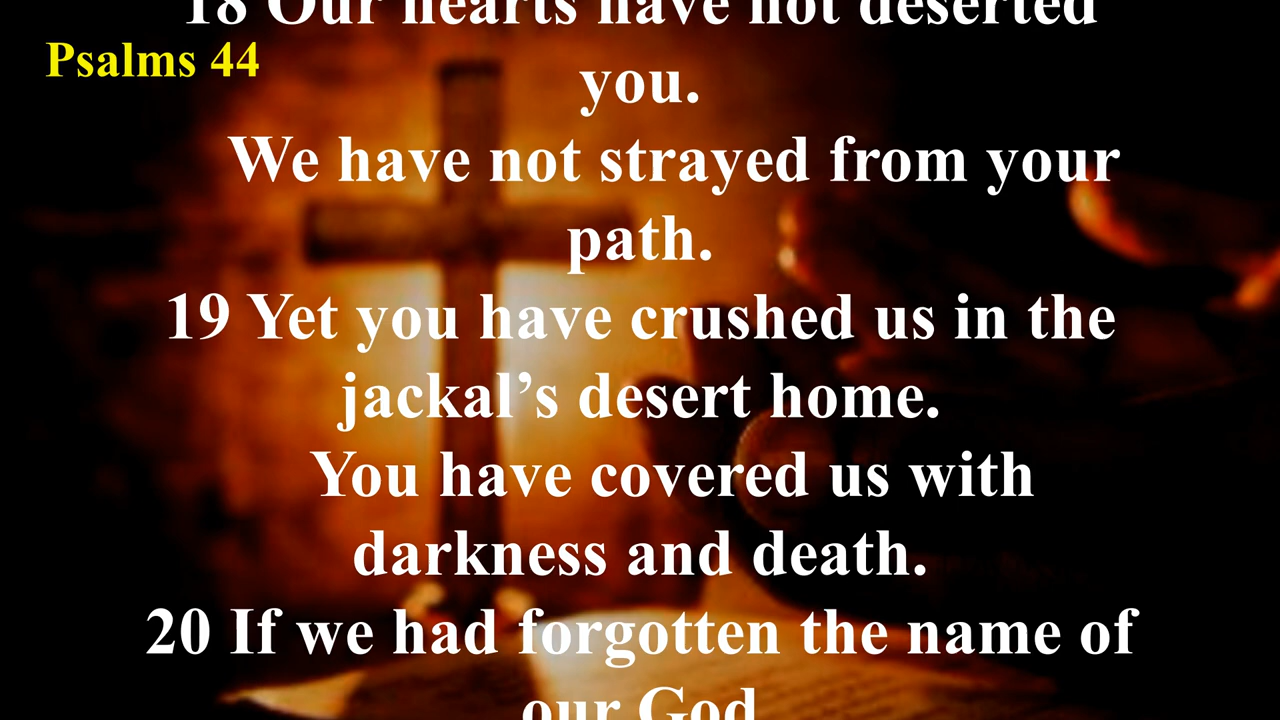 18 Our hearts have not deserted
Psalms 44
you.
We have not strayed from your
path.
19 Yet you have crushed us in the
jackal’s desert home.
You have covered us with
darkness and death.
20 If we had forgotten the name of
our God